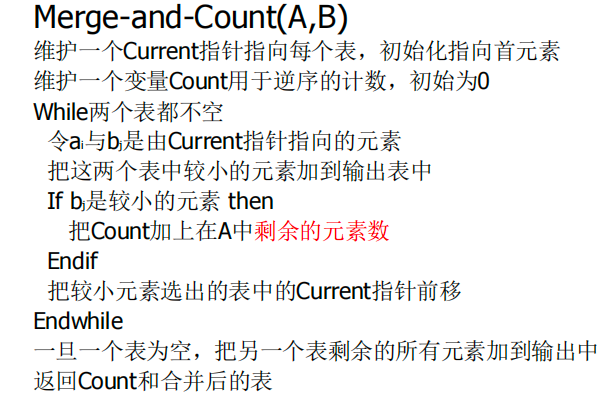 Merge-and-Count(A,B)
维护一个Current指针指向每个表，初始化指向首元素
维护一个变量Count用于逆序的计数，初始为0
While两个表都不空
令aᵢ与bⱼ是由Current指针指向的元素
把这两个表中较小的元素加到输出表中
If bⱼ是较小的元素 then
把Count加上在A中剩余的元素数
Endif
把较小元素选出的表中的Current指针前移
Endwhile
一旦一个表为空，把另一个表剩余的所有元素加到输出中
返回Count和合并后的表